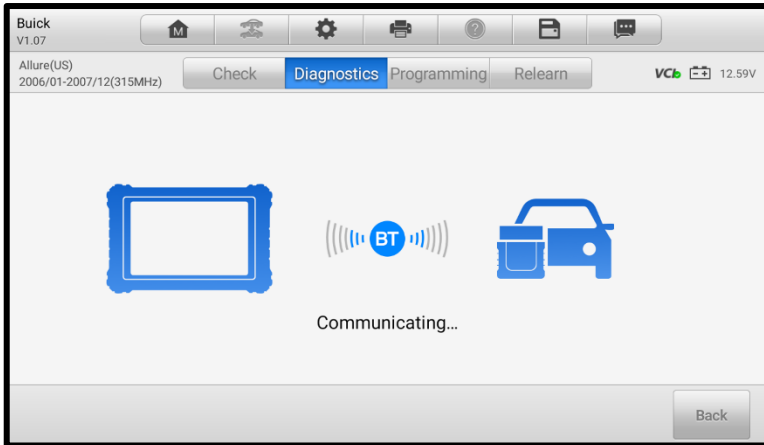 Buick
V1.07
M
Allure(US)
2006/01-2007/12(315MHz)
Check
Diagnostics
Programming
Relearn
VCI
12.59V
BT
Communicating...
Back